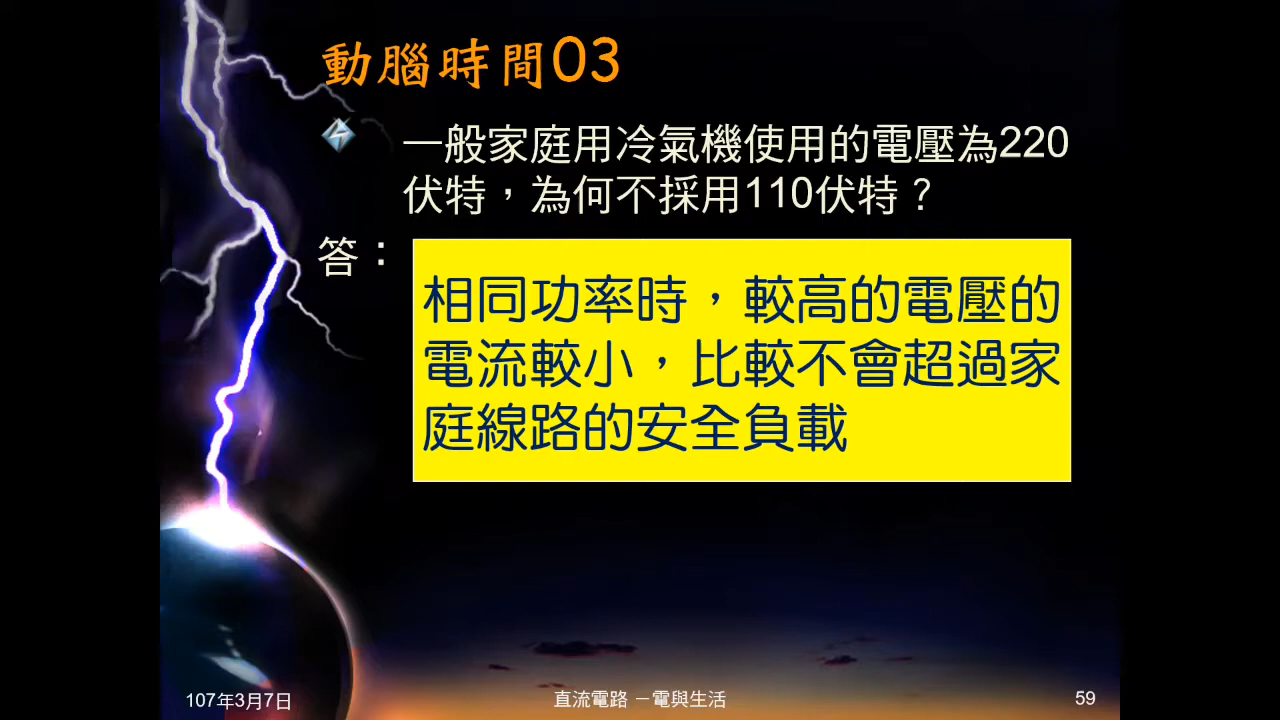 動腦時間03
一般家庭用冷氣機使用的電壓為220
伏特，為何不採用110伏特？
答：
相同功率時，較高的電壓的
電流較小，比較不會超過家
庭線路的安全負載
107年3月7日
直流電路 －電與生活
59